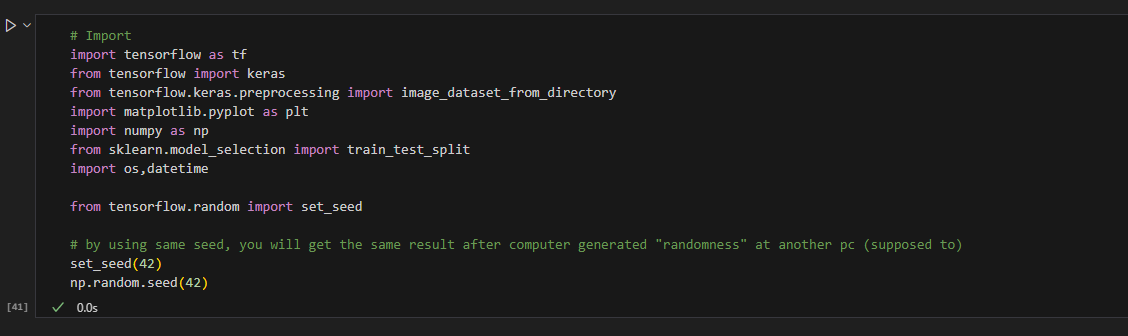 # Import
import tensorflow as tf
from tensorflow import keras
from tensorflow.keras.preprocessing import image_dataset_from_directory
import matplotlib.pyplot as plt
import numpy as np
from sklearn.model_selection import train_test_split
import os,datetime
from tensorflow.random import set_seed
# by using same seed, you will get the same result after computer generated "randomness" at another pc (supposed to)
set_seed(42)
np.random.seed(42)
[41] 0.0s